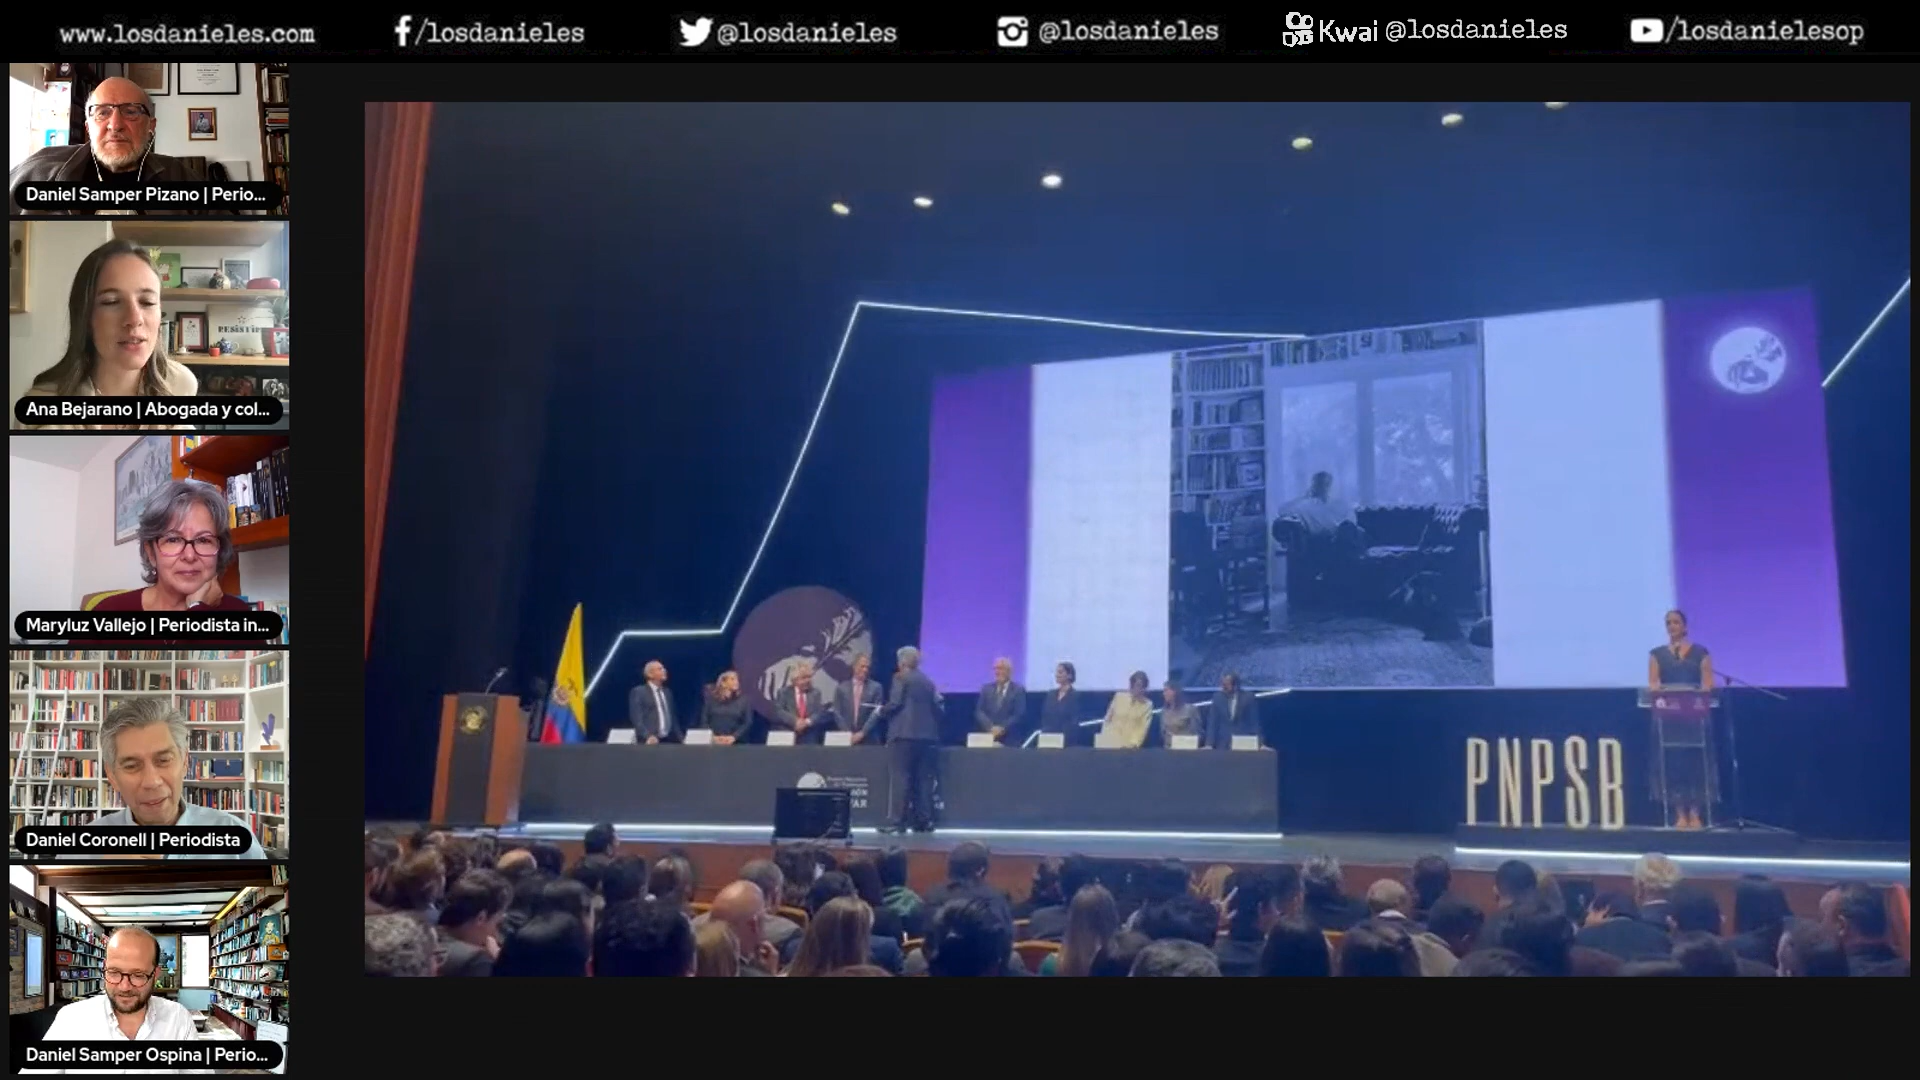 www.losdanieles.com
/losdanieles
@losdanieles
@losdanieles
Kwai @losdanieles
/losdanielesop
Daniel Samper Pizano | Perio...
RESISTIR
Ana Bejarano | Abogada y col...
Maryluz Vallejo | Periodista in...
Daniel Coronell | Periodista
Daniel Samper Ospina | Perio...
PNPSB